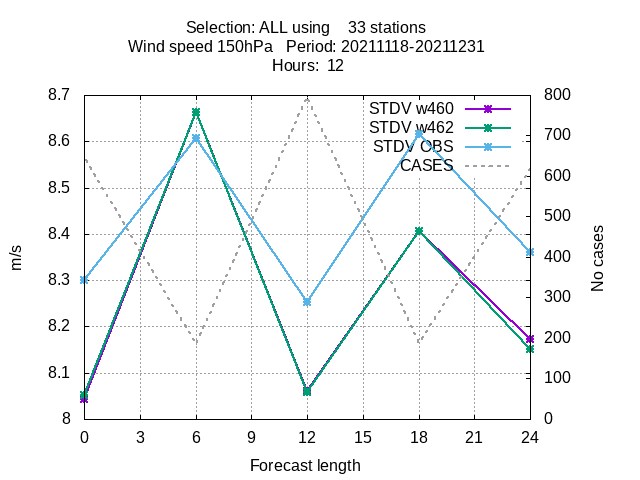 Selection: ALL using 33 stations
Wind speed 150hPa Period: 20211118-20211231
Hours: 12
8.7
8.6
8.5
8.4
8.3
8.2
8.1
8
m/s
STDV w460
STDV w462
STDV OBS
CASES
800
700
600
500
400
300
200
100
0
No cases
0 3 6 9 12 15 18 21 24
Forecast length